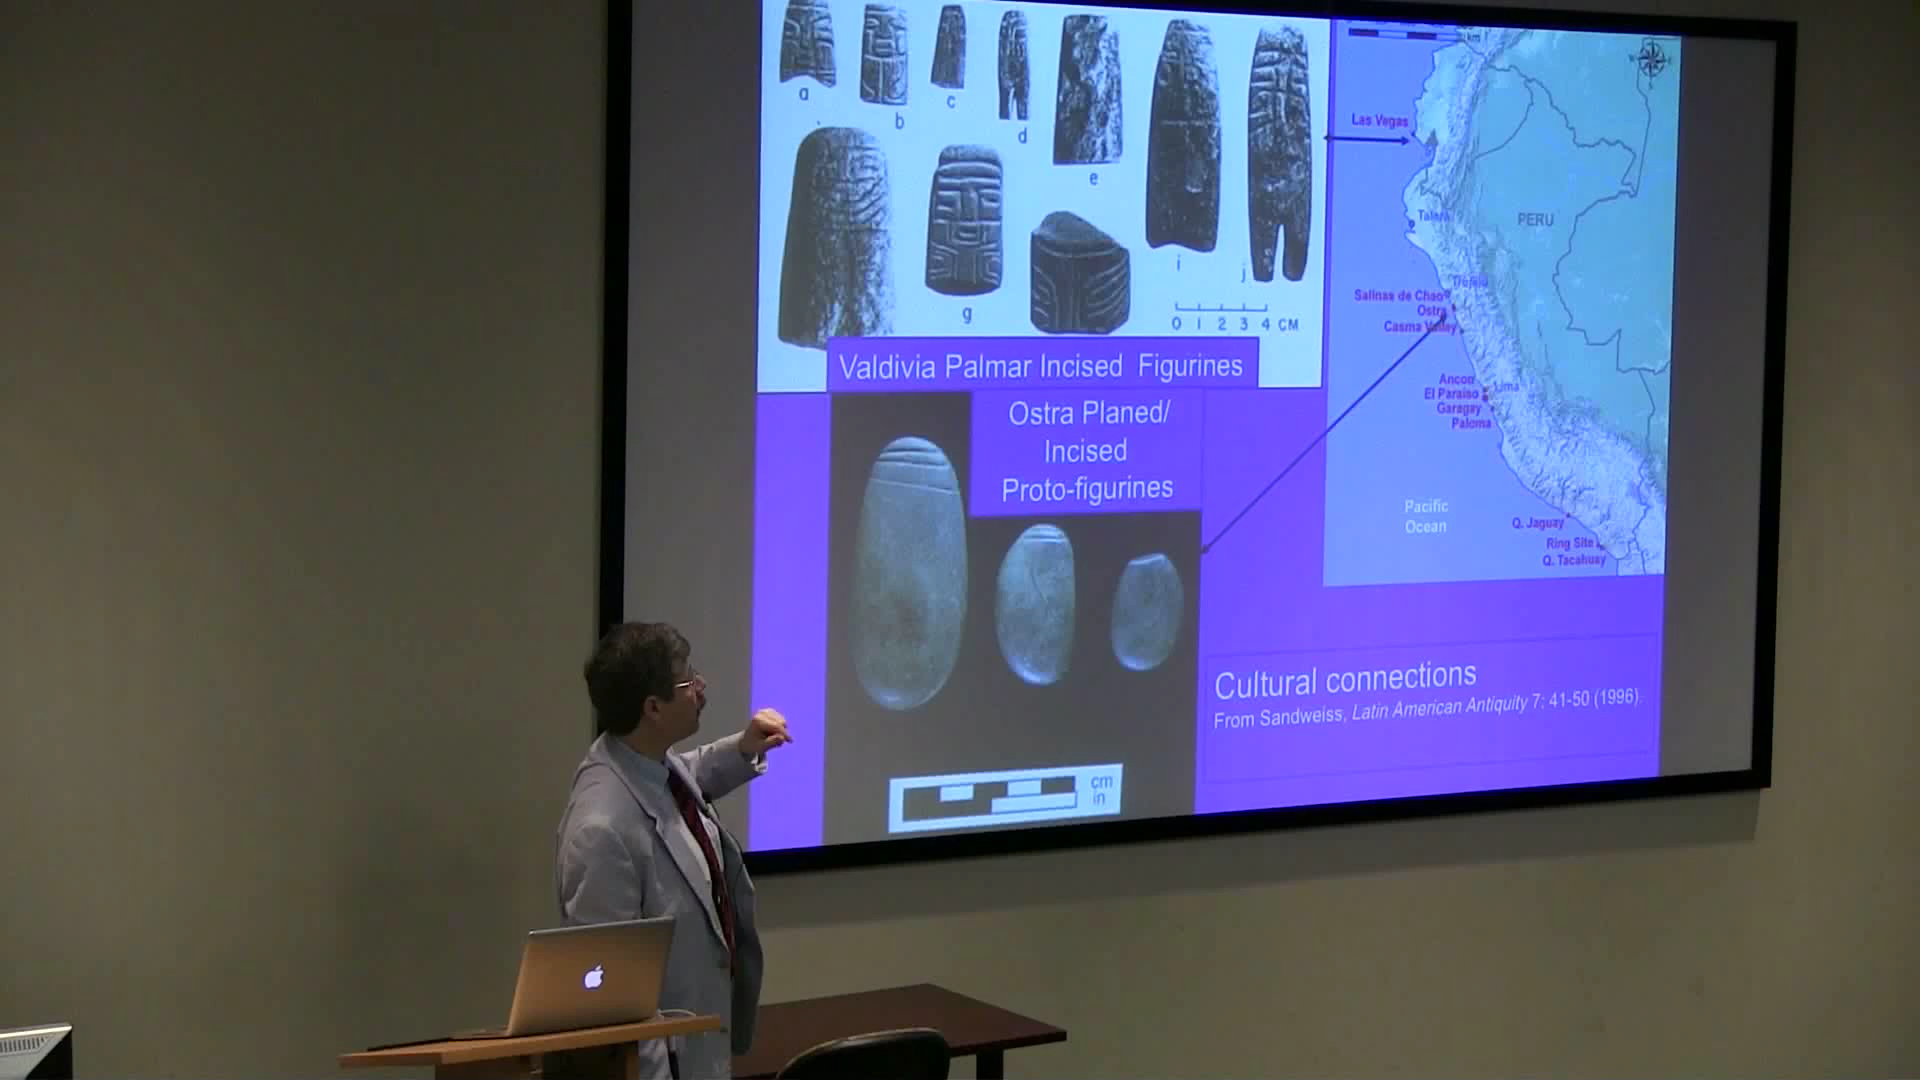 a
b
c
d
e
g
i
j
0 1 2 3 4 CM
Valdivia Palmar Incised Figurines
Ostra Planed/
Incised
Proto-figurines
cm
in
km
Las Vegas
PERU
Talara
Trujillo
Salinas de Chao
Ostra
Casma Valley
Ancon
Lima
El Paraiso
Garagay
Paloma
Pacific
Ocean
Q. Jaguay
Ring Site
Q. Tacahuay
Cultural connections
From Sandweiss, Latin American Antiquity 7: 41-50 (1996).